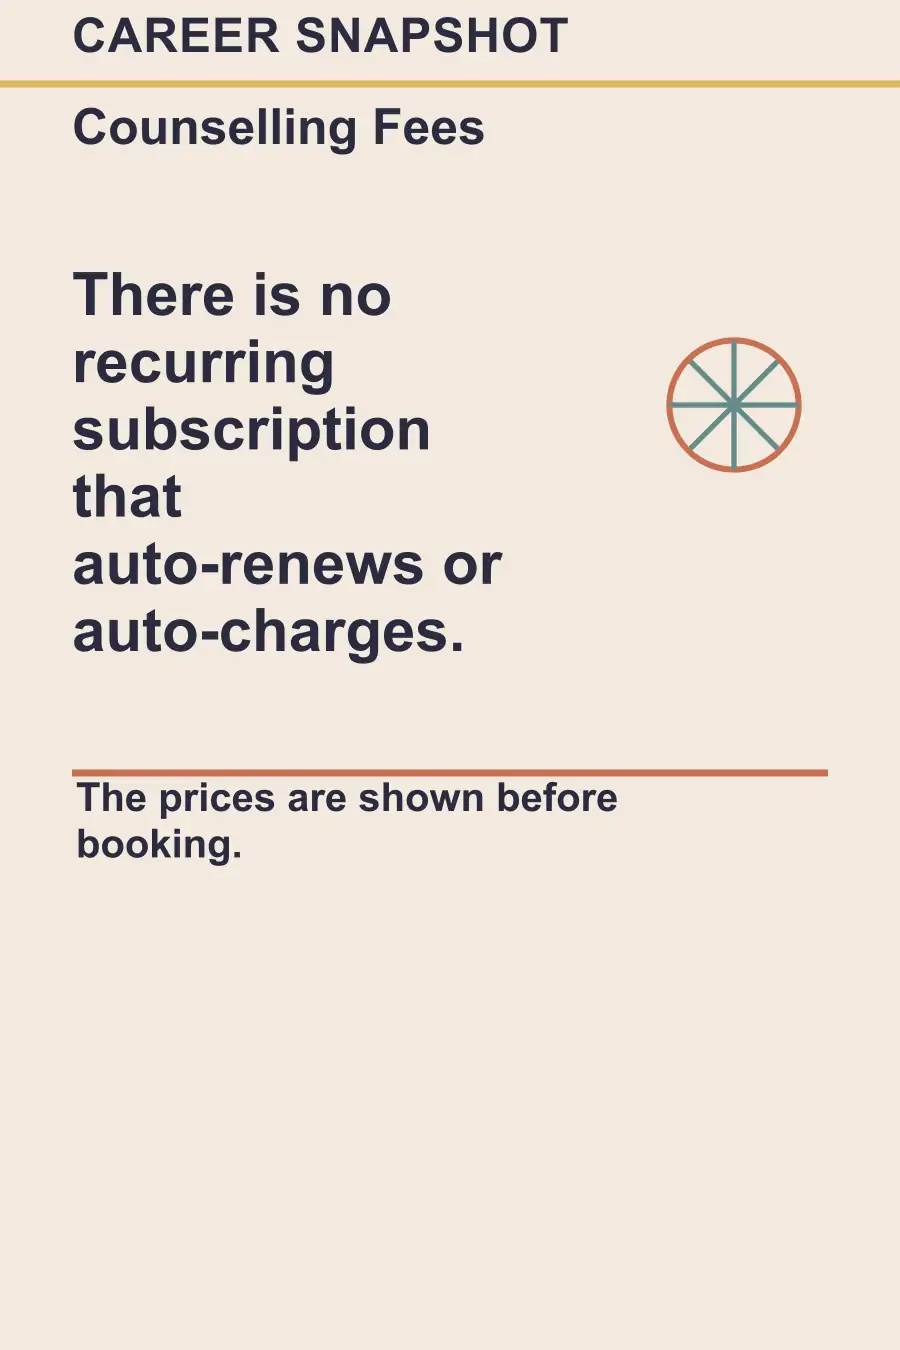 CAREER SNAPSHOT
Counselling Fees
There is no
recurring
subscription
that
auto-renews or
auto-charges.
The prices are shown before
booking.